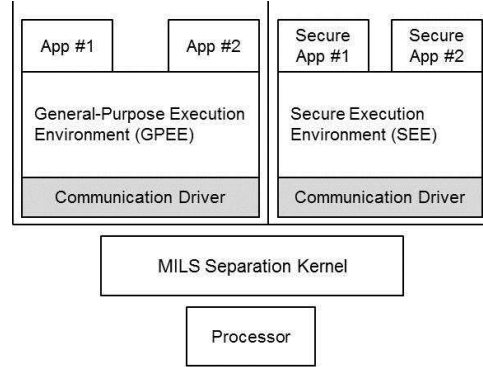 App #1
App #2
General-Purpose Execution
Environment (GPEE)
Communication Driver
Secure
App #1
Secure
App #2
Secure Execution
Environment (SEE)
Communication Driver
MILS Separation Kernel
Processor